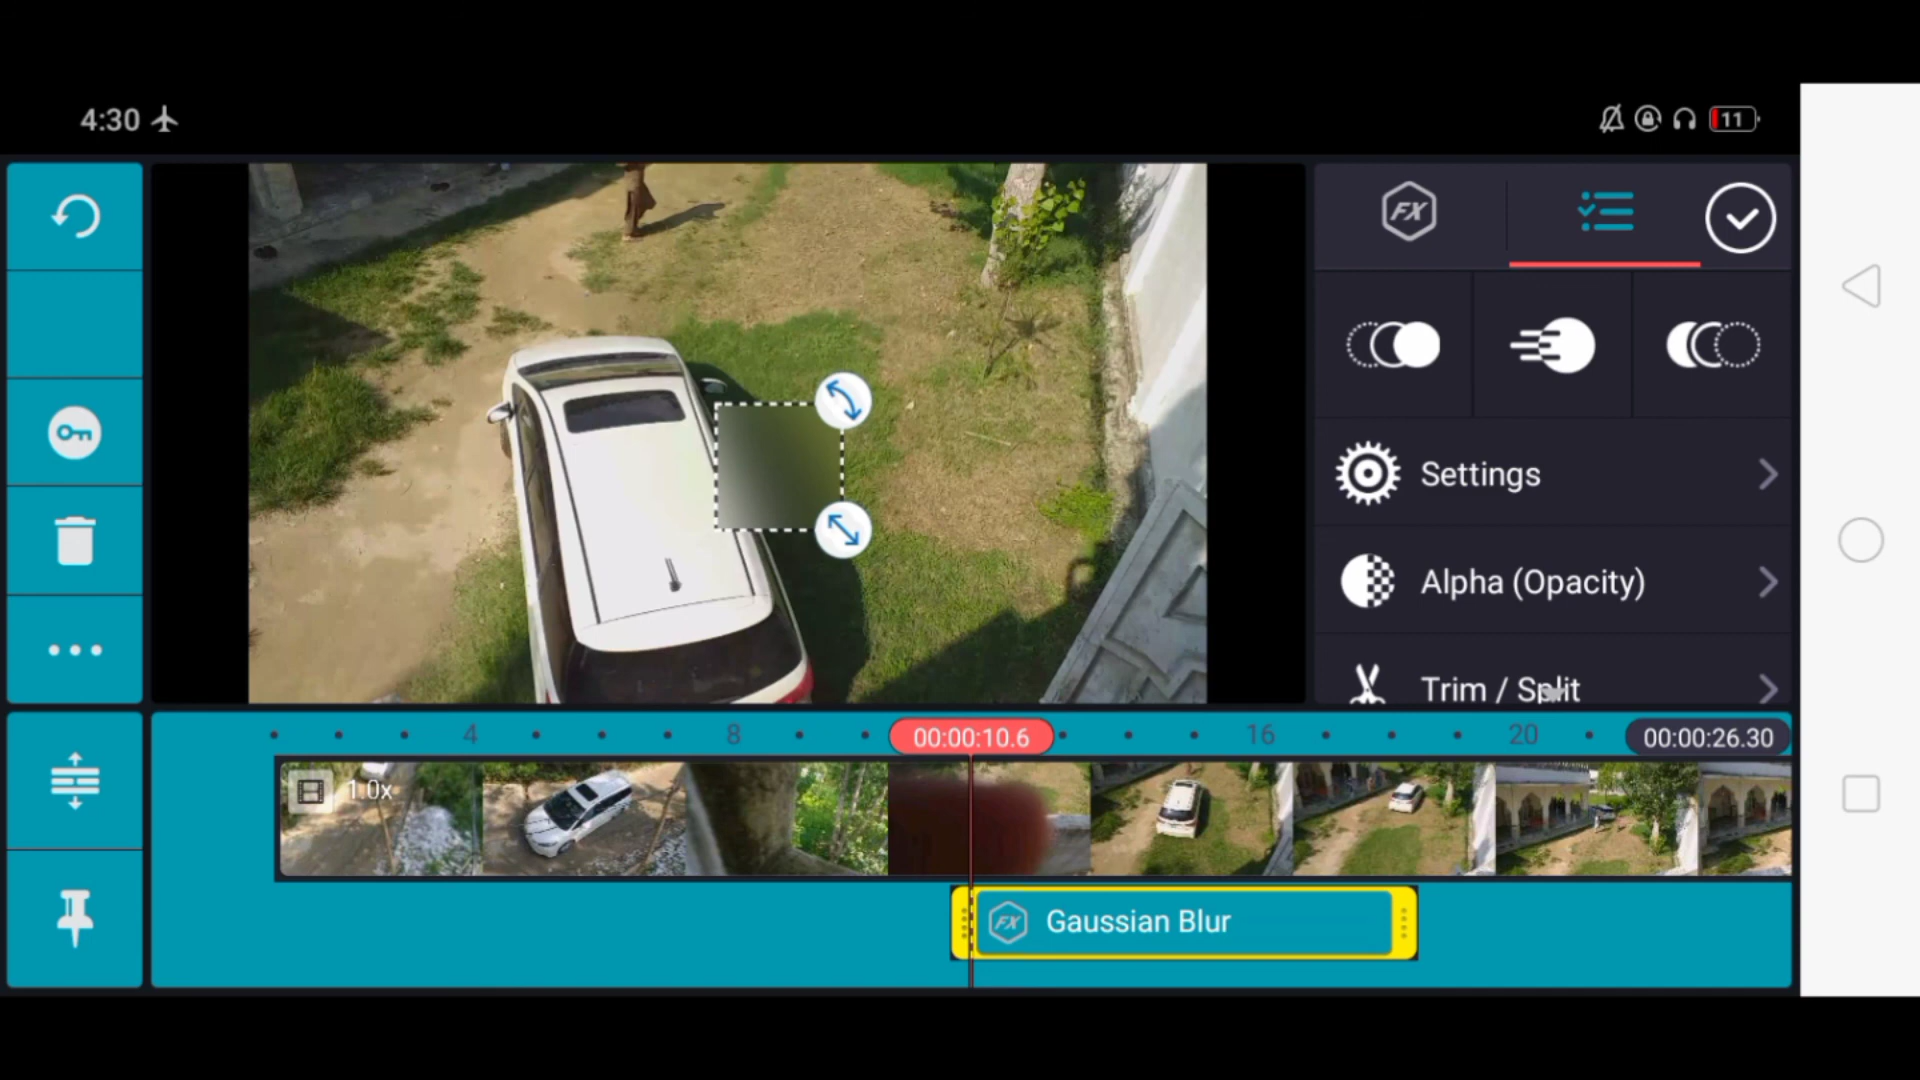 4:30
11
FX
Settings
Alpha (Opacity)
Trim / Split
4
8
00:00:10.6
16
20
00:00:26.30
1.0x
FX Gaussian Blur